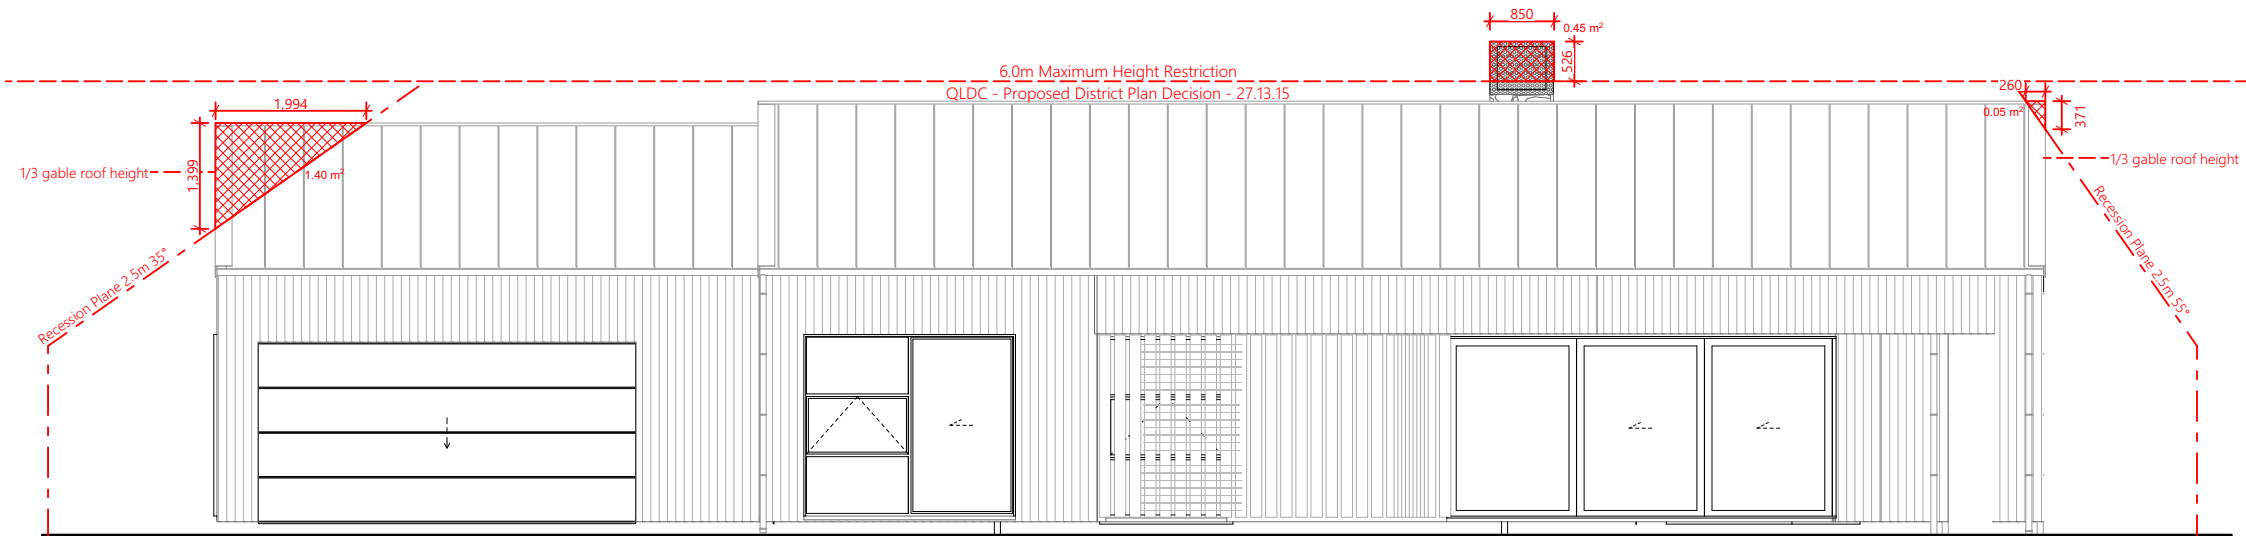 850
0.45 m²
526
6.0m Maximum Height Restriction
QLDC - Proposed District Plan Decision - 27.13.15
260
0.05 m²
371
1,994
1,399
1.40 m²
1/3 gable roof height
1/3 gable roof height
Recession Plane 2.5m 35°
Recession Plane 2.5m 55°